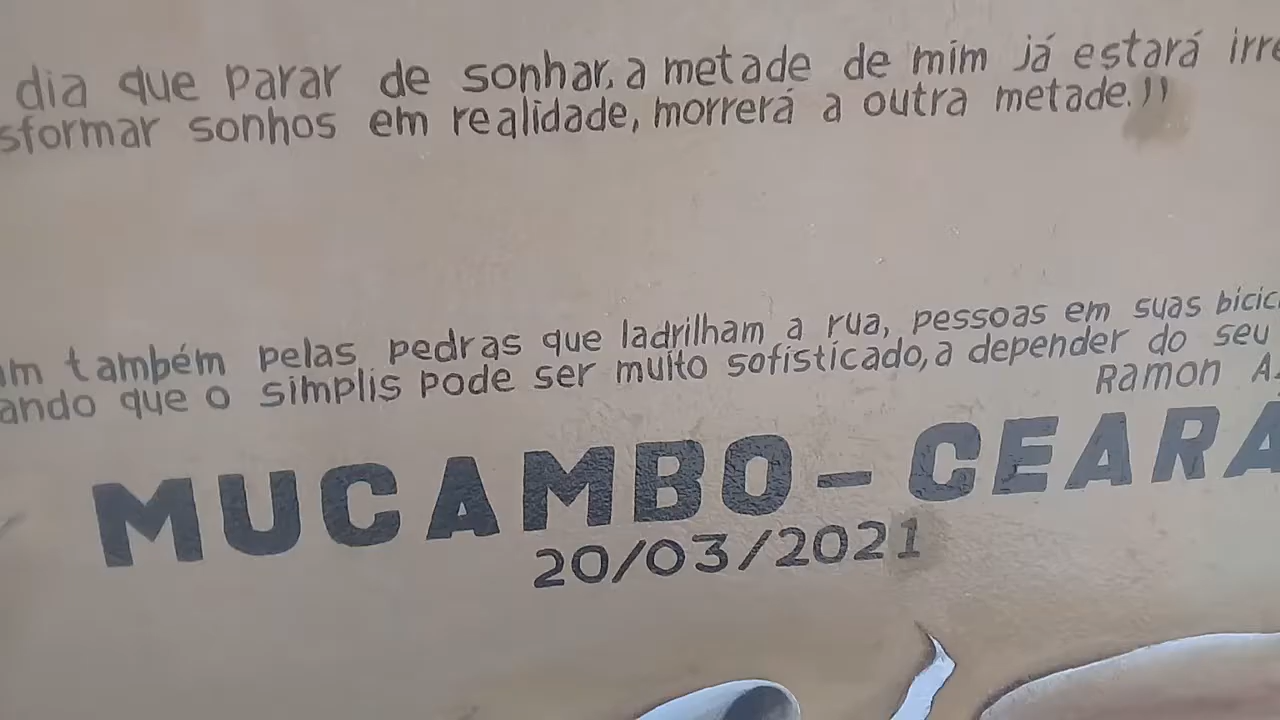 dia que parar de sonhar, a metade de mim já estará
sformar sonhos em realidade, morrerá a outra metade."
também pelas pedras que ladrilham a rua, pessoas em suas
ando que o simplis pode ser muito sofisticado, a depender do seu
Ramon
MUCAMBO - CEARÁ
20/03/2021